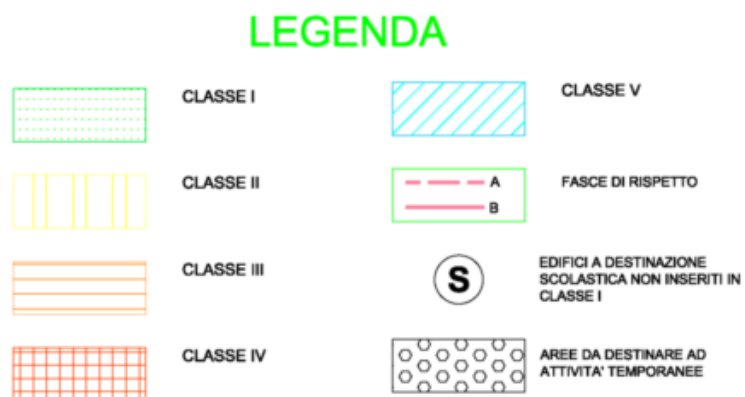 LEGENDA
CLASSE I
CLASSE II
CLASSE III
CLASSE IV
CLASSE V
A
B
FASCE DI RISPETTO
S
EDIFICI A DESTINAZIONE
SCOLASTICA NON INSERITI IN
CLASSE I
AREE DA DESTINARE AD
ATTIVITA' TEMPORANEE